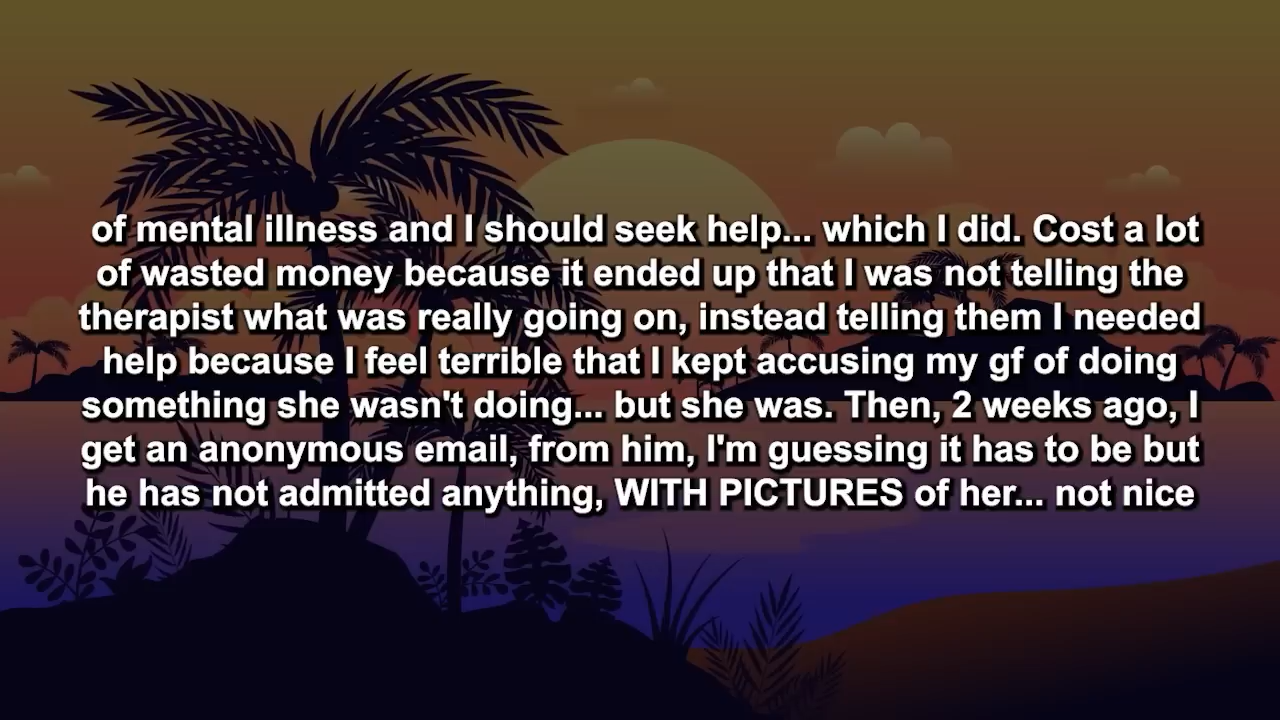 of mental illness and I should seek help... which I did. Cost a lot
of wasted money because it ended up that I was not telling the
therapist what was really going on, instead telling them I needed
help because I feel terrible that I kept accusing my gf of doing
something she wasn't doing... but she was. Then, 2 weeks ago, I
get an anonymous email, from him, I'm guessing it has to be but
he has not admitted anything, WITH PICTURES of her... not nice